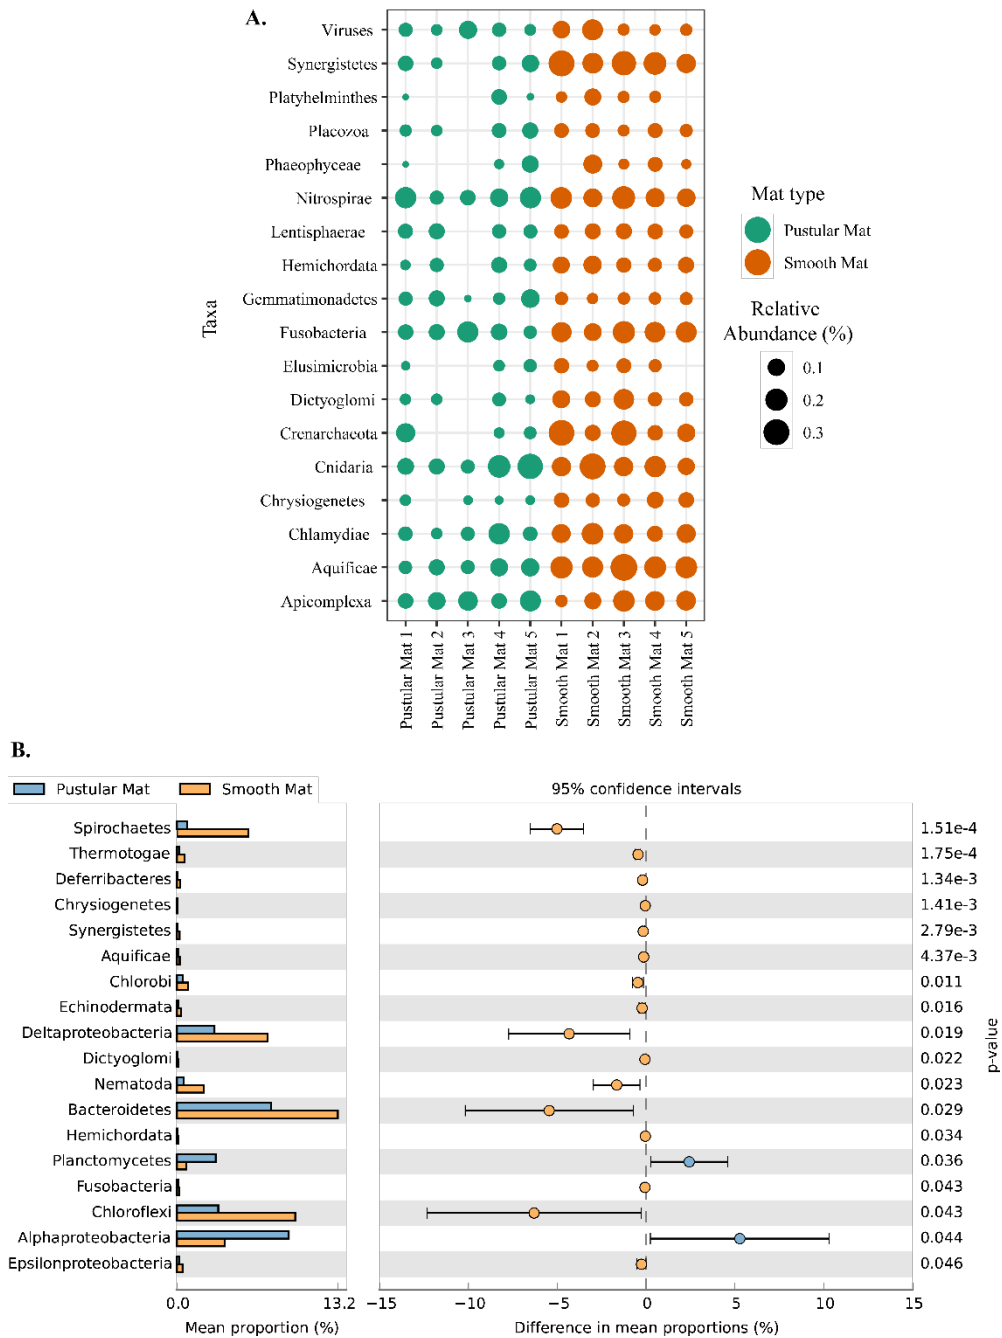 A.
Viruses
Synergistetes
Platyhelminthes
Placozoa
Phaeophyceae
Nitrospirae
Lentisphaerae
Hemichordata
Gemmatimonadetes
Fusobacteria
Elusimicrobia
Dictyoglomi
Crenarchaeota
Cnidaria
Chrysiogenetes
Chlamydiae
Aquificae
Apicomplexa
Taxa
Pustular Mat 1
Pustular Mat 2
Pustular Mat 3
Pustular Mat 4
Pustular Mat 5
Smooth Mat 1
Smooth Mat 2
Smooth Mat 3
Smooth Mat 4
Smooth Mat 5
Mat type
Pustular Mat
Smooth Mat
Relative
Abundance (%)
0.1
0.2
0.3
B.
Pustular Mat Smooth Mat
95% confidence intervals
Spirochaetes 1.51e-4
Thermotogae 1.75e-4
Deferribacteres 1.34e-3
Chrysiogenetes 1.41e-3
Synergistetes 2.79e-3
Aquificae 4.37e-3
Chlorobi 0.011
Echinodermata 0.016
Deltaproteobacteria 0.019
Dictyoglomi 0.022
Nematoda 0.023
Bacteroidetes 0.029
Hemichordata 0.034
Planctomycetes 0.036
Fusobacteria 0.043
Chloroflexi 0.043
Alphaproteobacteria 0.044
Epsilonproteobacteria 0.046
p-value
0.0 13.2
Mean proportion (%)
−15 −10 −5 0 5 10 15
Difference in mean proportions (%)